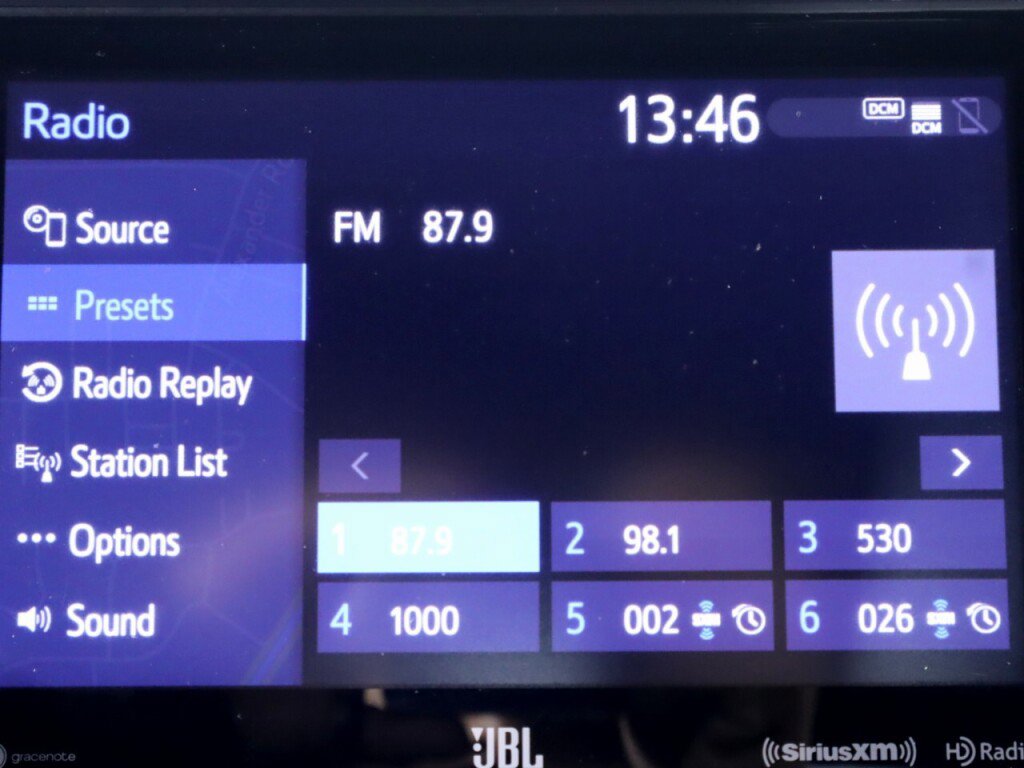 Radio
13:46
DCM
DCM
Source
FM 87.9
Presets
Radio Replay
Station List
Options
Sound
1 87.9
2 98.1
3 530
4 1000
5 002
6 026
gracenote
JBL
SiriusXM
HD Radi